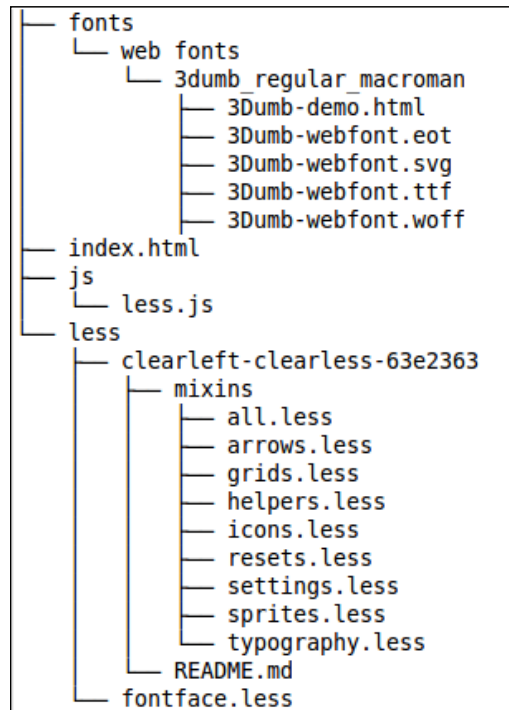 ├── fonts
│   └── web fonts
│       └── 3dumb_regular_macroman
│           ├── 3Dumb-demo.html
│           ├── 3Dumb-webfont.eot
│           ├── 3Dumb-webfont.svg
│           ├── 3Dumb-webfont.ttf
│           ├── 3Dumb-webfont.woff
├── index.html
├── js
│   └── less.js
└── less
    ├── clearleft-clearless-63e2363
    │   ├── mixins
    │   │   ├── all.less
    │   │   ├── arrows.less
    │   │   ├── grids.less
    │   │   ├── helpers.less
    │   │   ├── icons.less
    │   │   ├── resets.less
    │   │   ├── settings.less
    │   │   ├── sprites.less
    │   │   └── typography.less
    │   └── README.md
    └── fontface.less